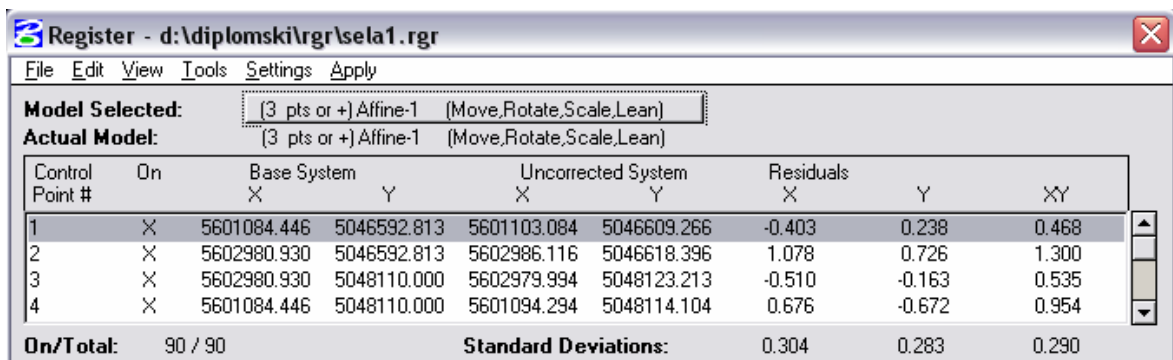 Register - d:\diplomski\rgr\sela1.rgr
File Edit View Tools Settings Apply
Model Selected: (3 pts or +) Affine-1 (Move,Rotate,Scale,Lean)
Actual Model: (3 pts or +) Affine-1 (Move,Rotate,Scale,Lean)
Control On Base System Uncorrected System Residuals
Point # X Y X Y X Y XY
1 X 5601084.446 5046592.813 5601103.084 5046609.266 -0.403 0.238 0.468
2 X 5602980.930 5046592.813 5602986.116 5046618.396 1.078 0.726 1.300
3 X 5602980.930 5048110.000 5602979.994 5048123.213 -0.510 -0.163 0.535
4 X 5601084.446 5048110.000 5601094.294 5048114.104 0.676 -0.672 0.954
On/Total: 90 / 90 Standard Deviations: 0.304 0.283 0.290